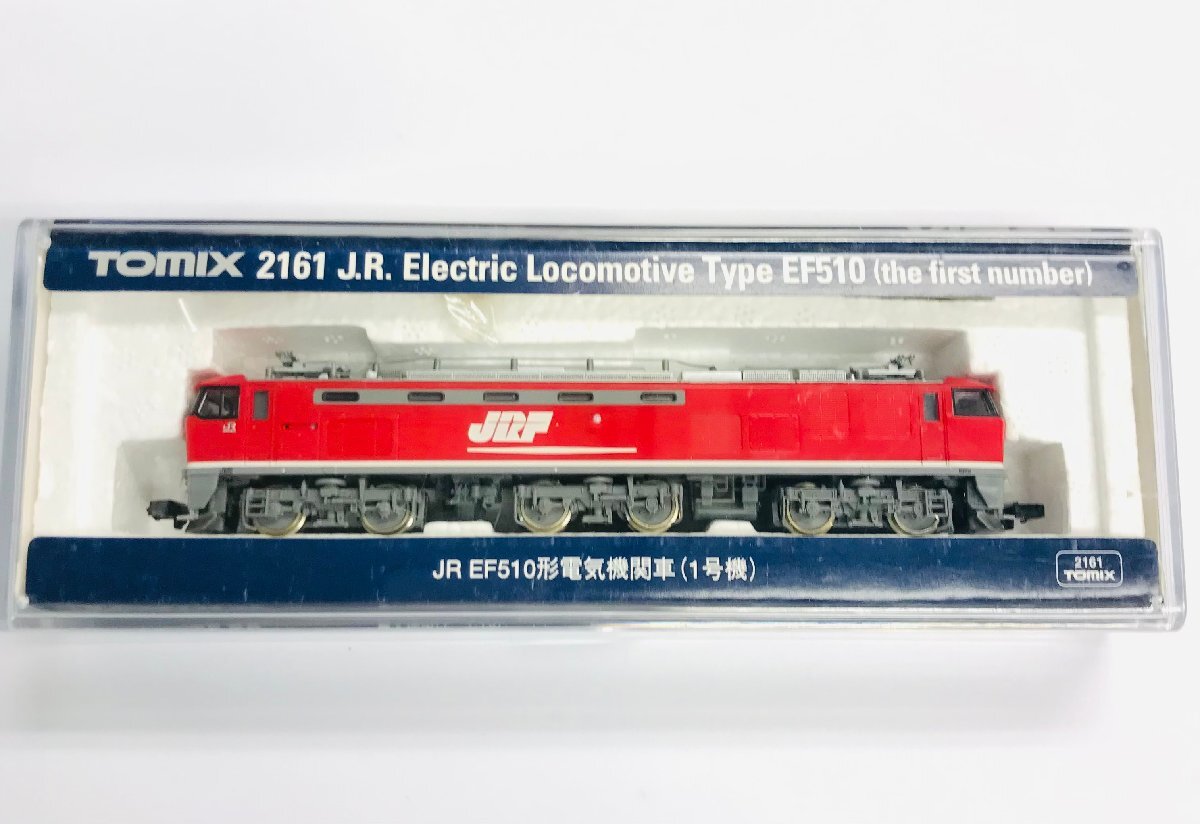 TOMIX 2161 J.R. Electric Locomotive Type EF510 (the first number)
JRF
JR
JR EF510形電気機関車(1号機)
2161
TOMIX